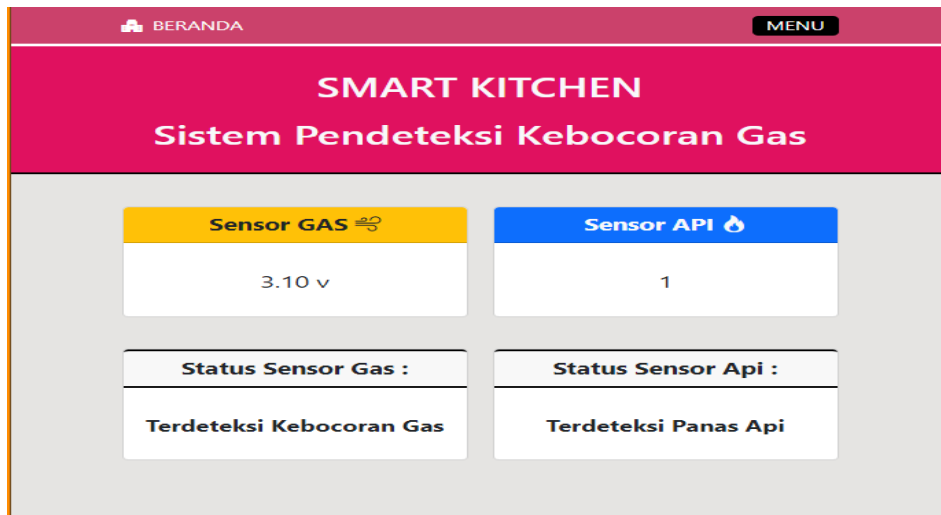 BERANDA
MENU
SMART KITCHEN
Sistem Pendeteksi Kebocoran Gas
Sensor GAS
Sensor API
3.10 v
1
Status Sensor Gas :
Status Sensor Api :
Terdeteksi Kebocoran Gas
Terdeteksi Panas Api